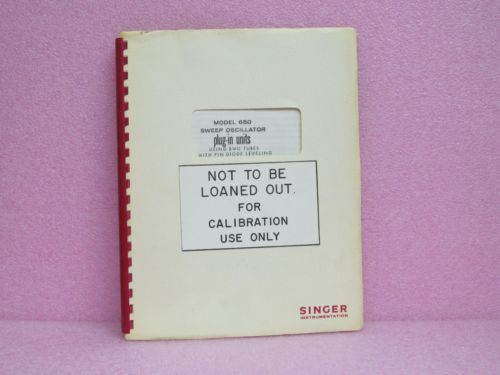 MODEL 650
SWEEP OSCILLATOR
plug-in units
USING BWO TUBES
WITH PIN DIODE LEVELING
NOT TO BE
LOANED OUT.
FOR
CALIBRATION
USE ONLY
SINGER
INSTRUMENTATION